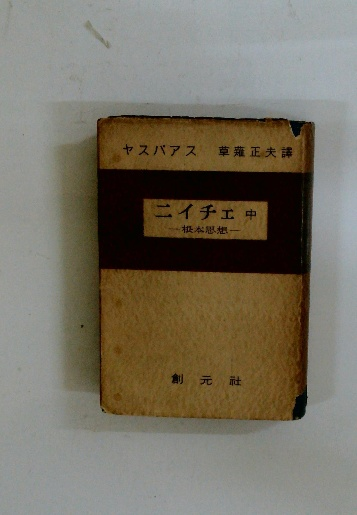 ヤスパアス 草薙正夫譯
ニイチェ 中
―根本思想―
創元社